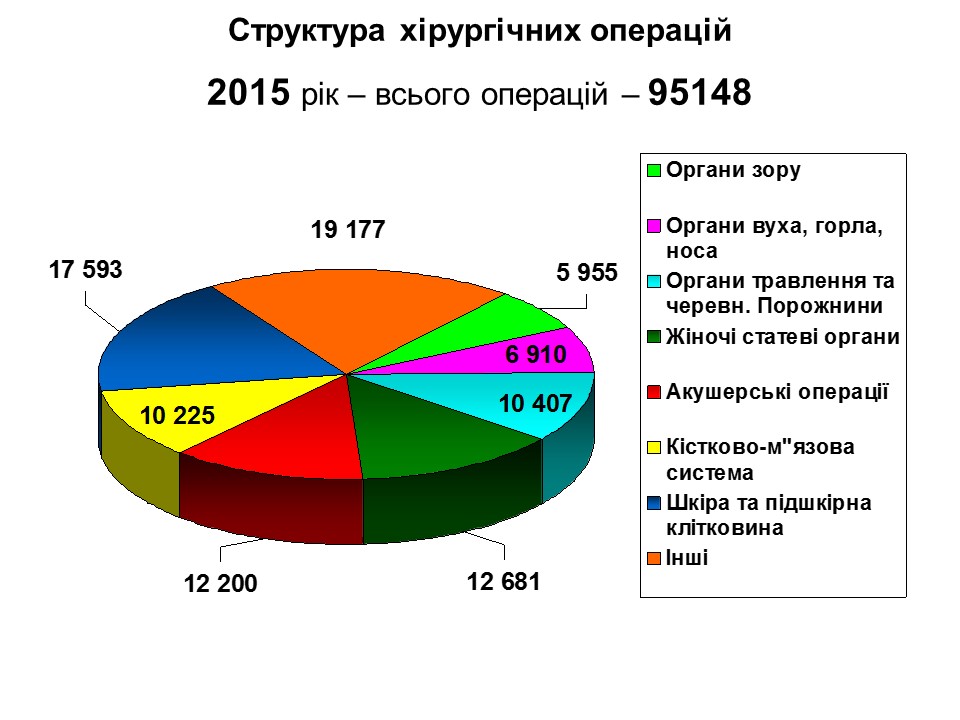 Структура хірургічних операцій
2015 рік – всього операцій – 95148
19 177
17 593
5 955
6 910
10 407
10 225
12 200
12 681
Органи зору
Органи вуха, горла,
носа
Органи травлення та
черевн. Порожнини
Жіночі статеві органи
Акушерські операції
Кістково-м"язова
система
Шкіра та підшкірна
клітковина
Інші